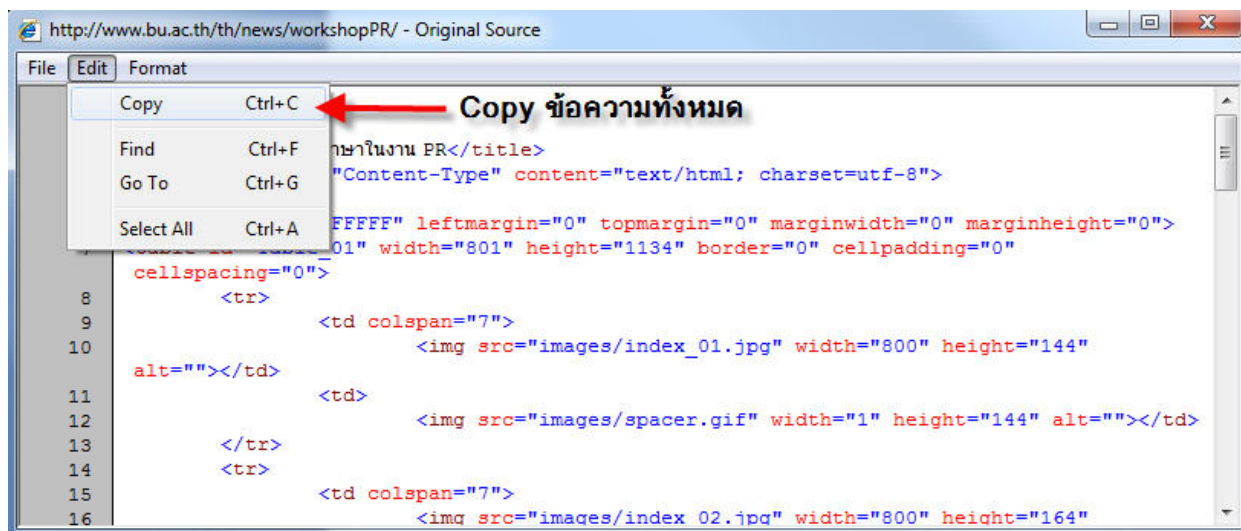 http://www.bu.ac.th/th/news/workshopPR/ - Original Source
File Edit Format
Copy Ctrl+C
Copy ข้อความทั้งหมด
Find Ctrl+F
าษาในงาน PR</title>
Go To Ctrl+G
"Content-Type" content="text/html; charset=utf-8">
Select All Ctrl+A
FFFFF" leftmargin="0" topmargin="0" marginwidth="0" marginheight="0">
01" width="801" height="1134" border="0" cellpadding="0"
cellspacing="0">
8 <tr>
9 <td colspan="7">
10 <img src="images/index_01.jpg" width="800" height="144"
alt=""></td>
11 <td>
12 <img src="images/spacer.gif" width="1" height="144" alt=""></td>
13 </tr>
14 <tr>
15 <td colspan="7">
16 <img src="images/index_02.jpg" width="800" height="164"